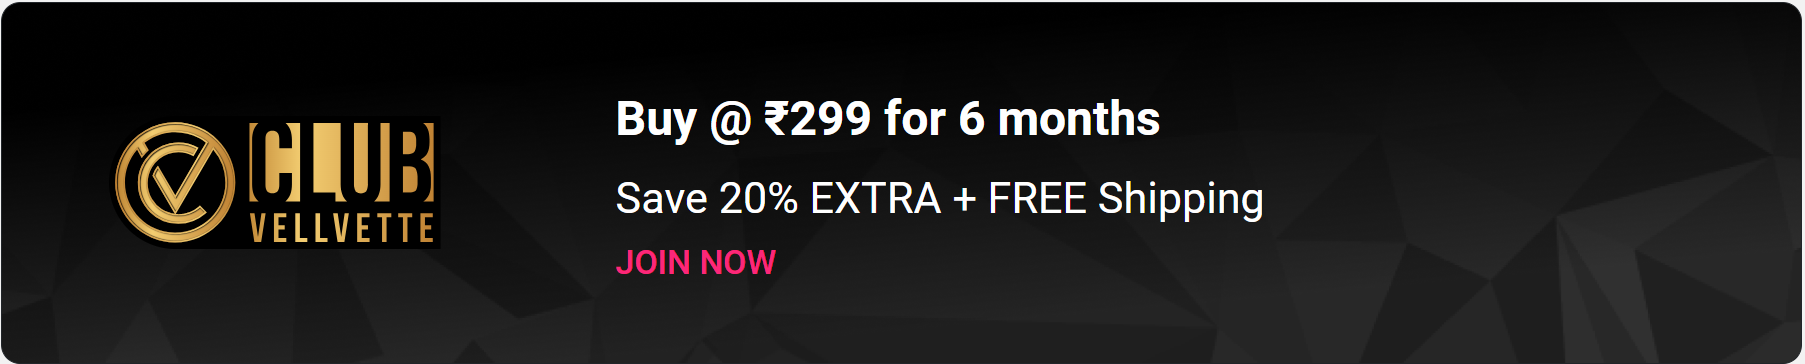 CLUB
VELLVETTE
Buy @ ₹299 for 6 months
Save 20% EXTRA + FREE Shipping
JOIN NOW